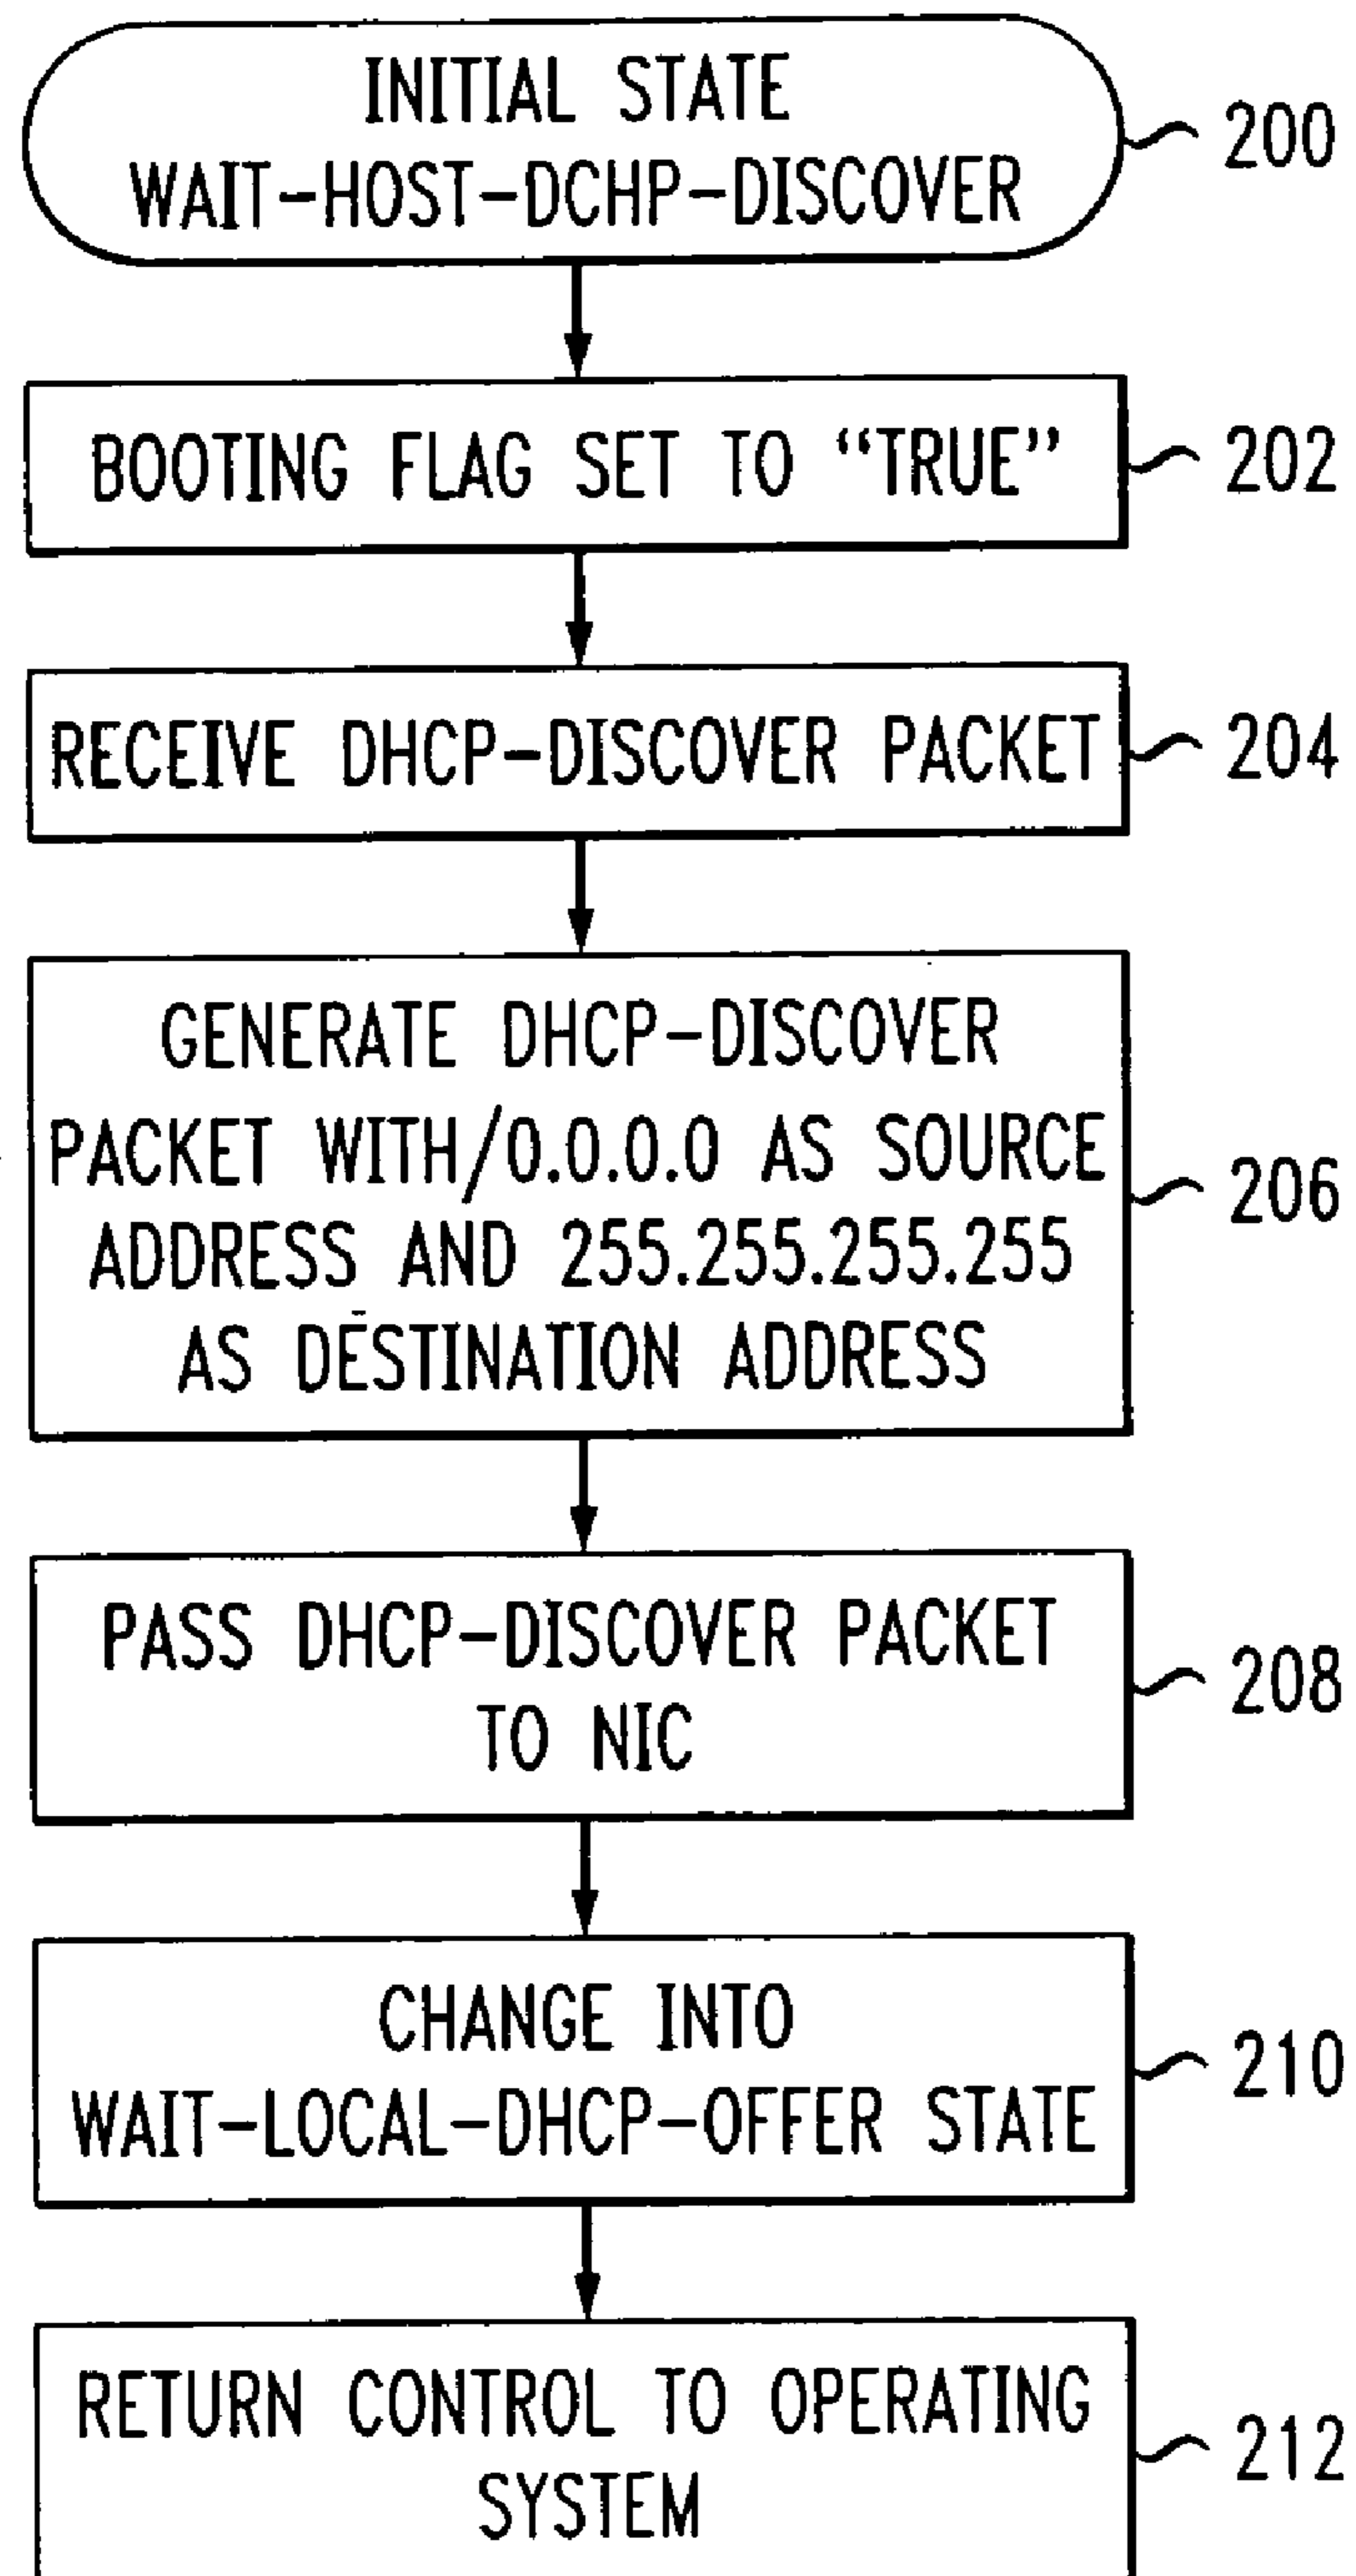 INITIAL STATE
WAIT-HOST-DCHP-DISCOVER
200
BOOTING FLAG SET TO “TRUE”
202
RECEIVE DHCP-DISCOVER PACKET
204
GENERATE DHCP-DISCOVER
PACKET WITH/0.0.0.0 AS SOURCE
ADDRESS AND 255.255.255.255
AS DESTINATION ADDRESS
206
PASS DHCP-DISCOVER PACKET
TO NIC
208
CHANGE INTO
WAIT-LOCAL-DHCP-OFFER STATE
210
RETURN CONTROL TO OPERATING
SYSTEM
212